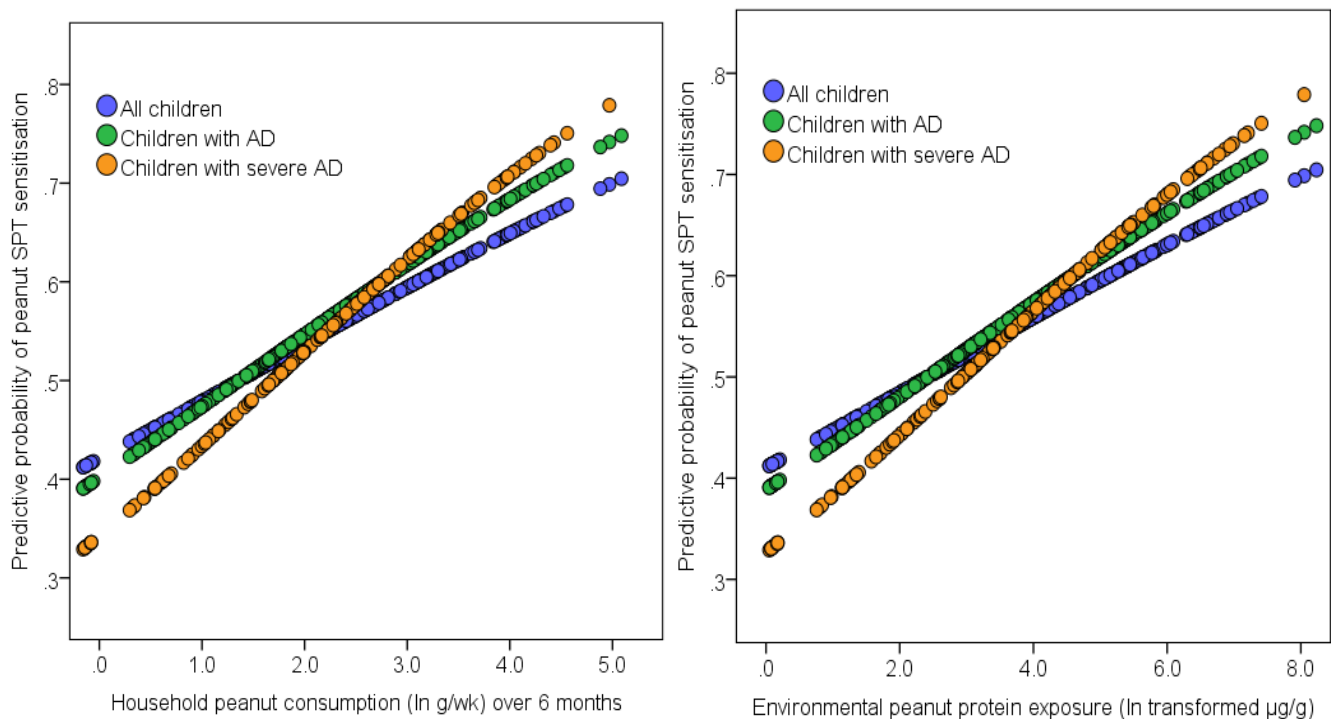 Predictive probability of peanut SPT sensitisation
All children
Children with AD
Children with severe AD
.8
.7
.6
.5
.4
.3
.0 1.0 2.0 3.0 4.0 5.0
Household peanut consumption (ln g/wk) over 6 months
Predictive probability of peanut SPT sensitisation
All children
Children with AD
Children with severe AD
.8
.7
.6
.5
.4
.3
.0 2.0 4.0 6.0 8.0
Environmental peanut protein exposure (ln transformed µg/g)